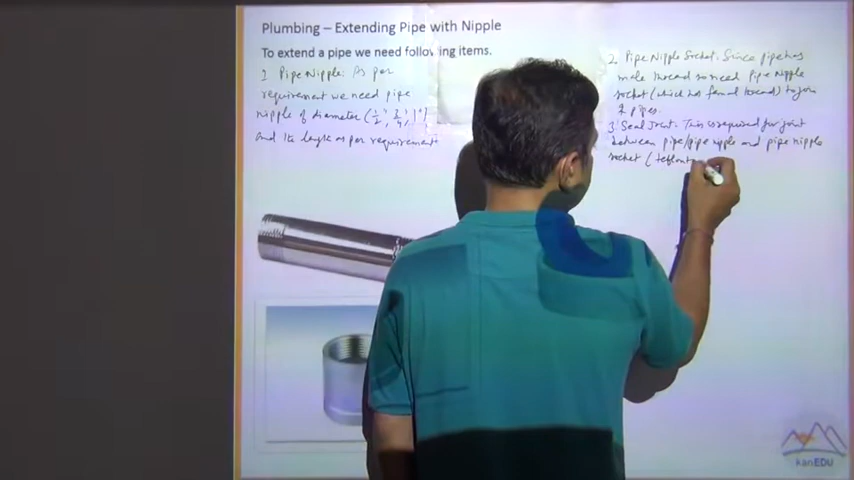 Plumbing – Extending Pipe with Nipple
To extend a pipe we need following items.
1 Pipe Nipple: As per
requirement we need pipe
nipple of diameter (1/2", 3/4", 1")
and its length as per requirement
2. Pipe Nipple Socket: Since pipe has
male thread so need Pipe Nipple
socket (which has femal thread) to join
2 pipes.
3. Seal Joint: This is required for joint
between pipe/pipe nipple and pipe nipple
socket (teflon
kanEDU